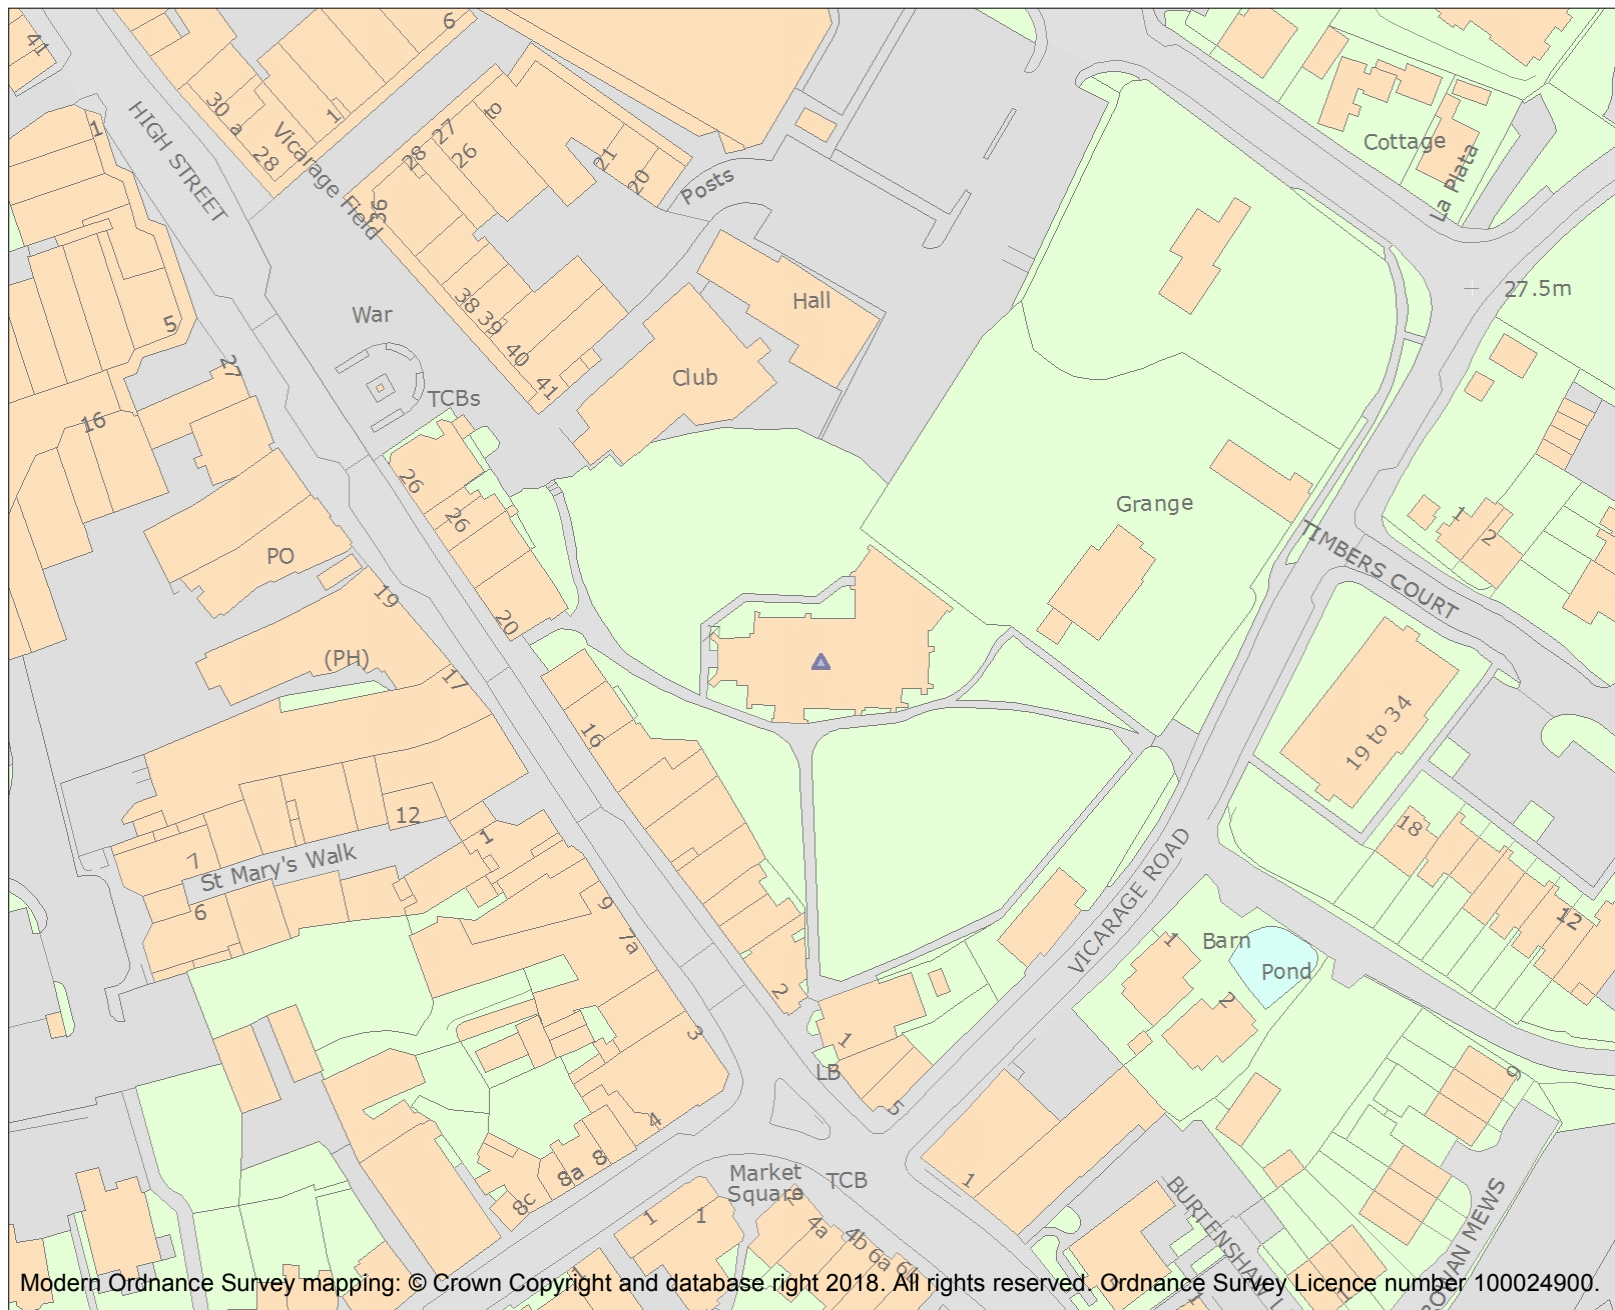 41
6
30 a
28
1
Vicarage Field
HIGH STREET
1
28
27
to
26
21
20
Posts
36
Cottage
La Plata
27.5m
War
Hall
38
39
40
41
5
27
TCBs
Club
16
26
26
Grange
1
2
TIMBERS COURT
PO
19
20
(PH)
17
16
19 to 34
12
1
7
St Mary's Walk
6
18
VICARAGE ROAD
9
7a
12
1
Barn
Pond
2
2
3
1
LB
9
5
4
8
8a
8c
Market
Square
TCB
1
1
1
2
4a
4b
6a
BURTENSHAW
ROMAN MEWS
Modern Ordnance Survey mapping: © Crown Copyright and database right 2018. All rights reserved. Ordnance Survey Licence number 100024900.